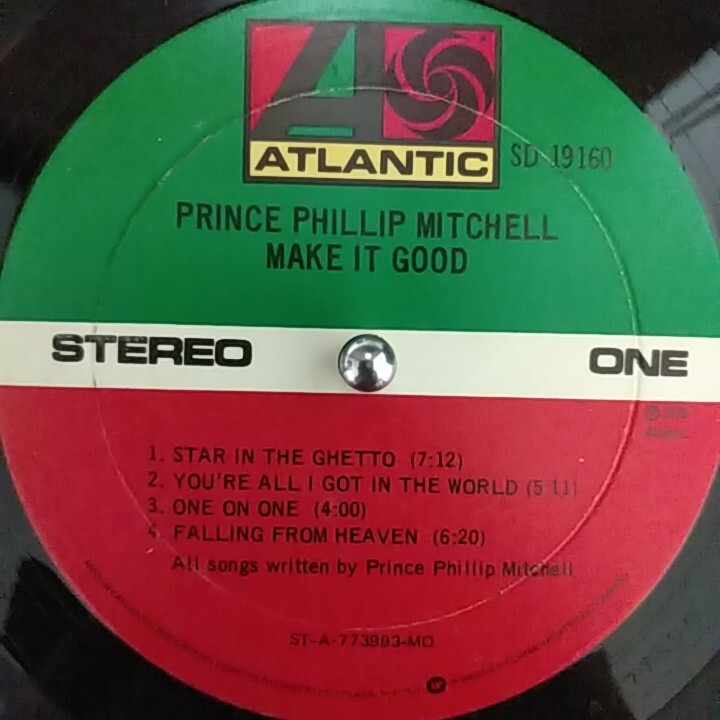 ATLANTIC
SD 19160
PRINCE PHILLIP MITCHELL
MAKE IT GOOD
STEREO
ONE
1. STAR IN THE GHETTO (7:12)
2. YOU'RE ALL I GOT IN THE WORLD (5:11)
3. ONE ON ONE (4:00)
4. FALLING FROM HEAVEN (6:20)
All songs written by Prince Phillip Mitchell
ST-A-773993-MO